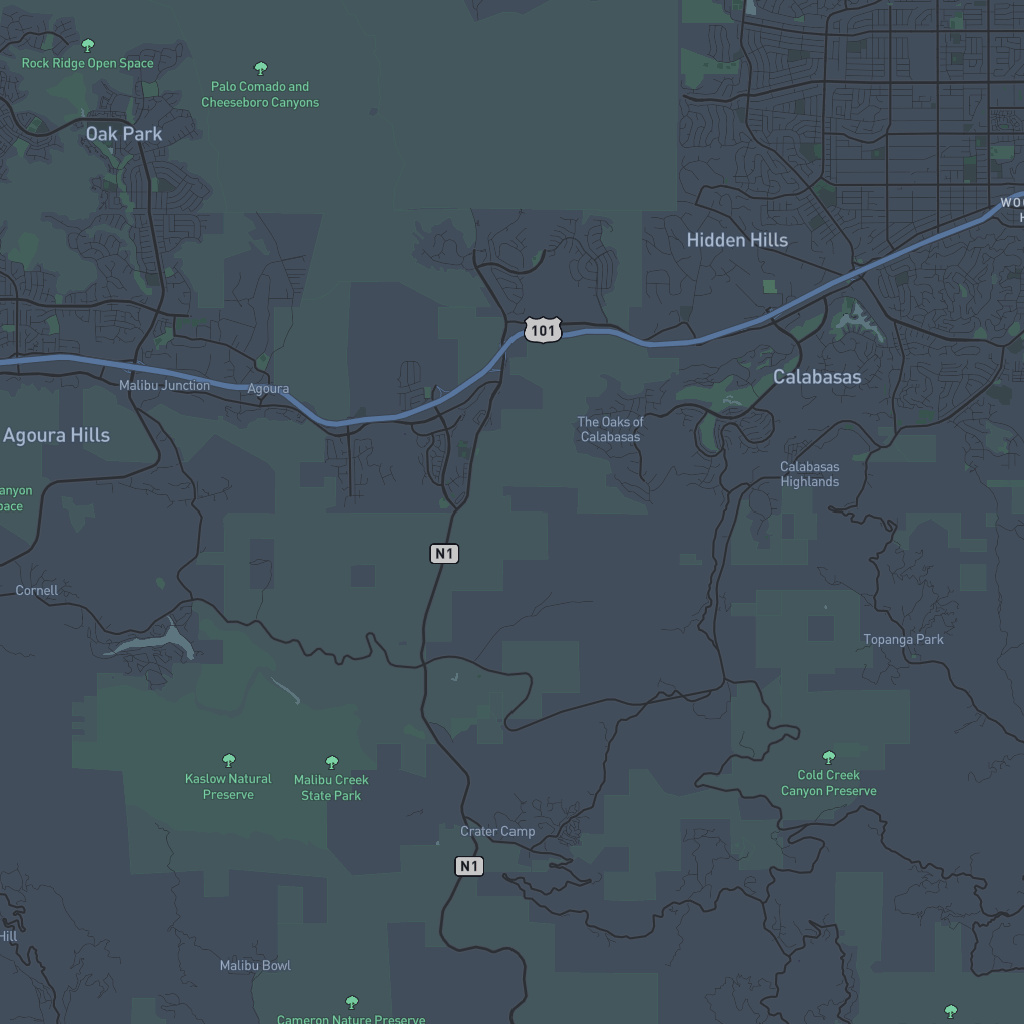 Rock Ridge Open Space
Palo Comado and
Cheeseboro Canyons
Oak Park
Hidden Hills
101
Malibu Junction
Agoura
Calabasas
Agoura Hills
The Oaks of
Calabasas
Calabasas
Highlands
N1
Cornell
Topanga Park
Kaslow Natural
Preserve
Malibu Creek
State Park
Cold Creek
Canyon Preserve
Crater Camp
N1
Hill
Malibu Bowl
Cameron Nature Preserve